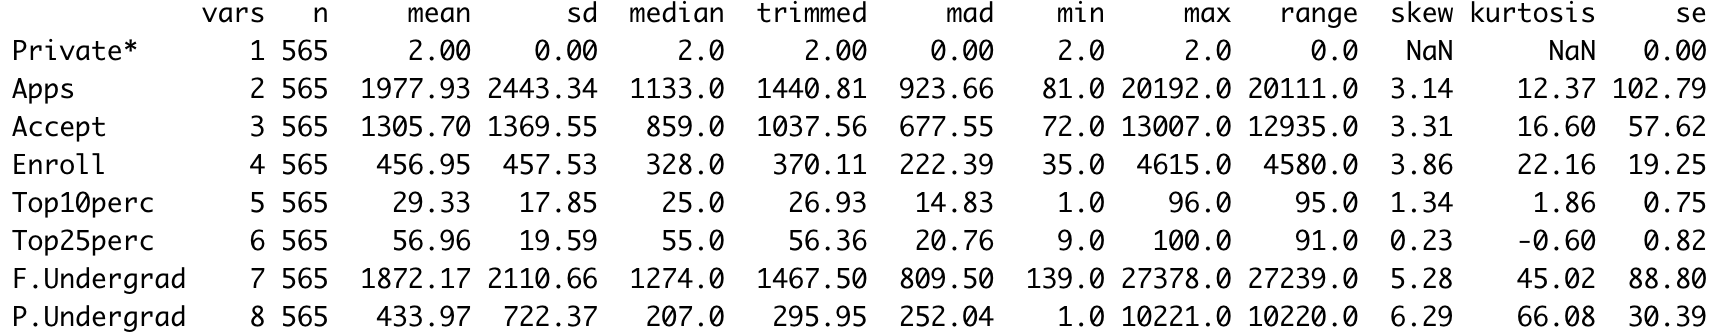 vars n mean sd median trimmed mad min max range skew kurtosis se
Private* 1 565 2.00 0.00 2.0 2.00 0.00 2.0 2.0 0.0 NaN NaN 0.00
Apps 2 565 1977.93 2443.34 1133.0 1440.81 923.66 81.0 20192.0 20111.0 3.14 12.37 102.79
Accept 3 565 1305.70 1369.55 859.0 1037.56 677.55 72.0 13007.0 12935.0 3.31 16.60 57.62
Enroll 4 565 456.95 457.53 328.0 370.11 222.39 35.0 4615.0 4580.0 3.86 22.16 19.25
Top10perc 5 565 29.33 17.85 25.0 26.93 14.83 1.0 96.0 95.0 1.34 1.86 0.75
Top25perc 6 565 56.96 19.59 55.0 56.36 20.76 9.0 100.0 91.0 0.23 -0.60 0.82
F.Undergrad 7 565 1872.17 2110.66 1274.0 1467.50 809.50 139.0 27378.0 27239.0 5.28 45.02 88.80
P.Undergrad 8 565 433.97 722.37 207.0 295.95 252.04 1.0 10221.0 10220.0 6.29 66.08 30.39